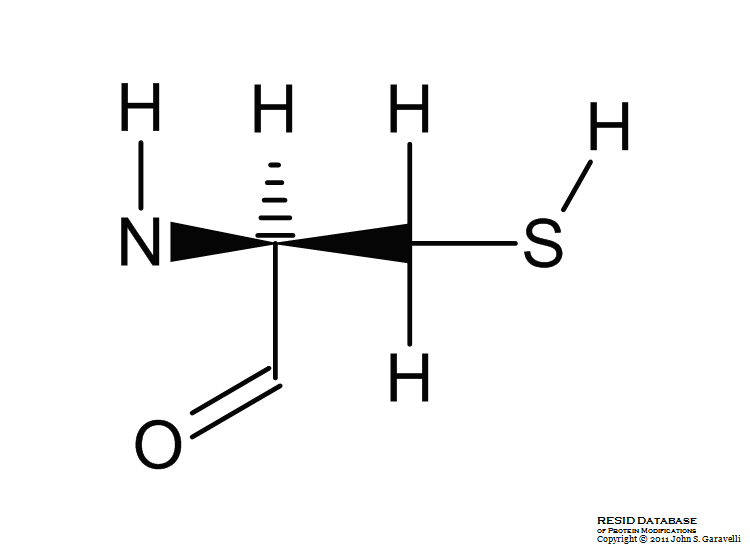 H H H H
N S
H
O
RESID DATABASE
OF PROTEIN MODIFICATIONS
Copyright © 2011 John S. Garavelli